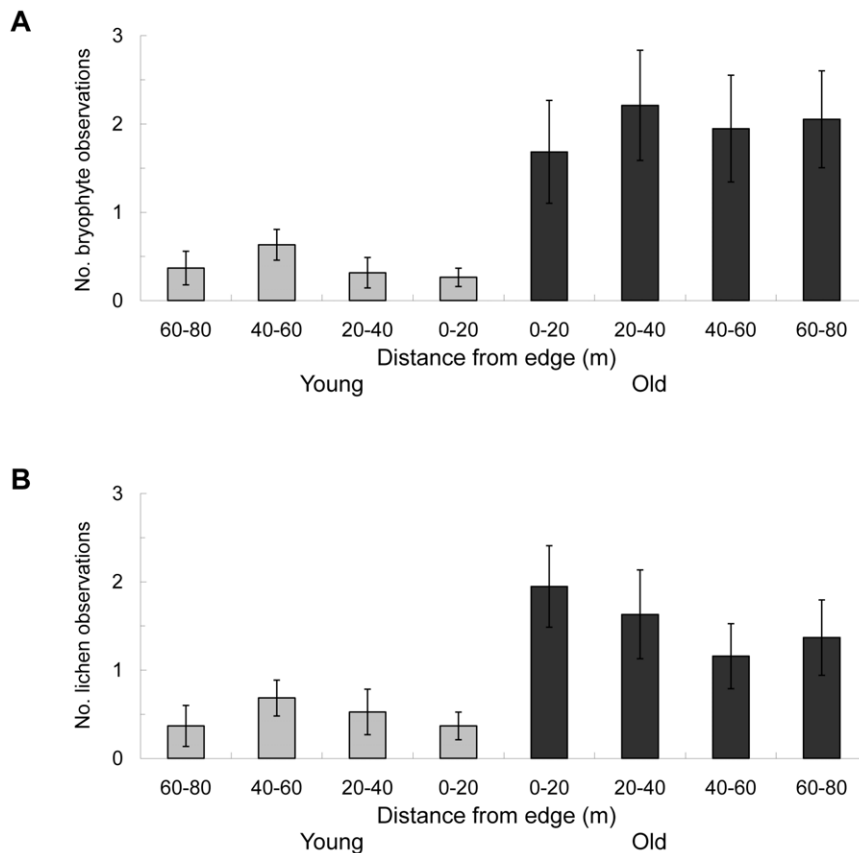 A
No. bryophyte observations
3
2
1
0
60-80 40-60 20-40 0-20 0-20 20-40 40-60 60-80
Distance from edge (m)
Young Old
B
No. lichen observations
3
2
1
0
60-80 40-60 20-40 0-20 0-20 20-40 40-60 60-80
Distance from edge (m)
Young Old